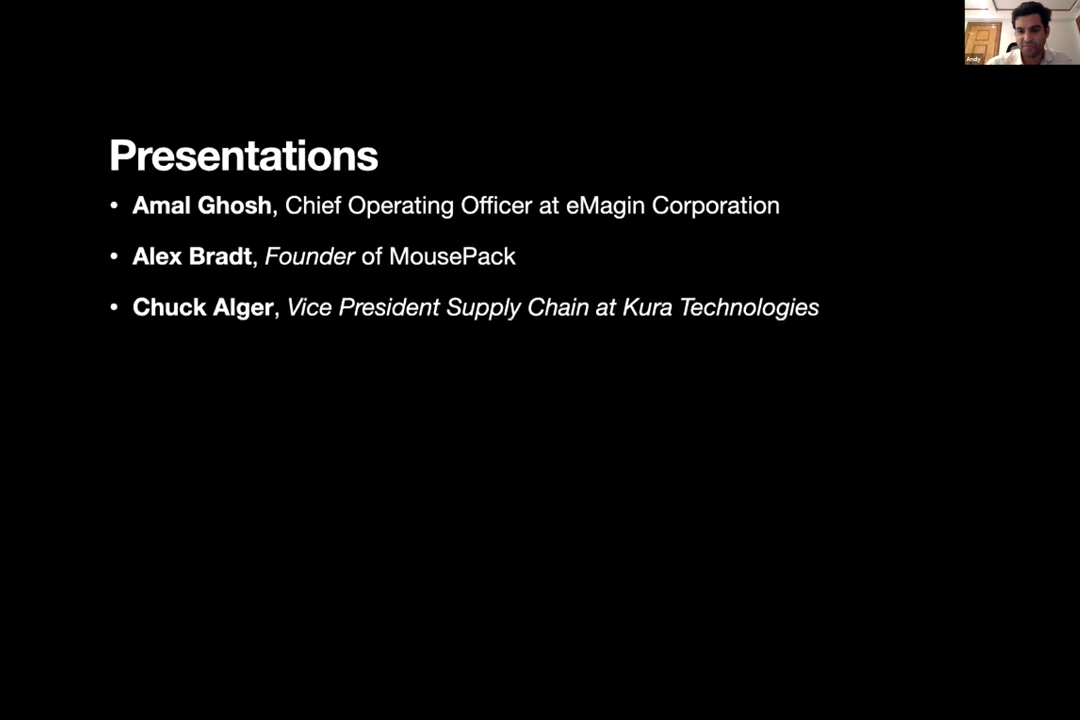 Andy
Presentations
• Amal Ghosh, Chief Operating Officer at eMagin Corporation
• Alex Bradt, Founder of MousePack
• Chuck Alger, Vice President Supply Chain at Kura Technologies